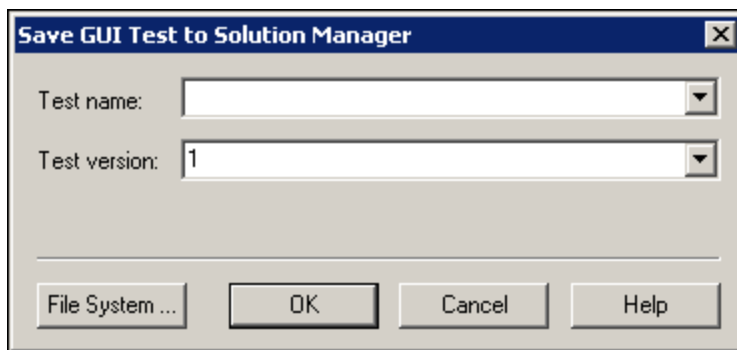 Save GUI Test to Solution Manager
Test name:
Test version: 1
File System ... OK Cancel Help